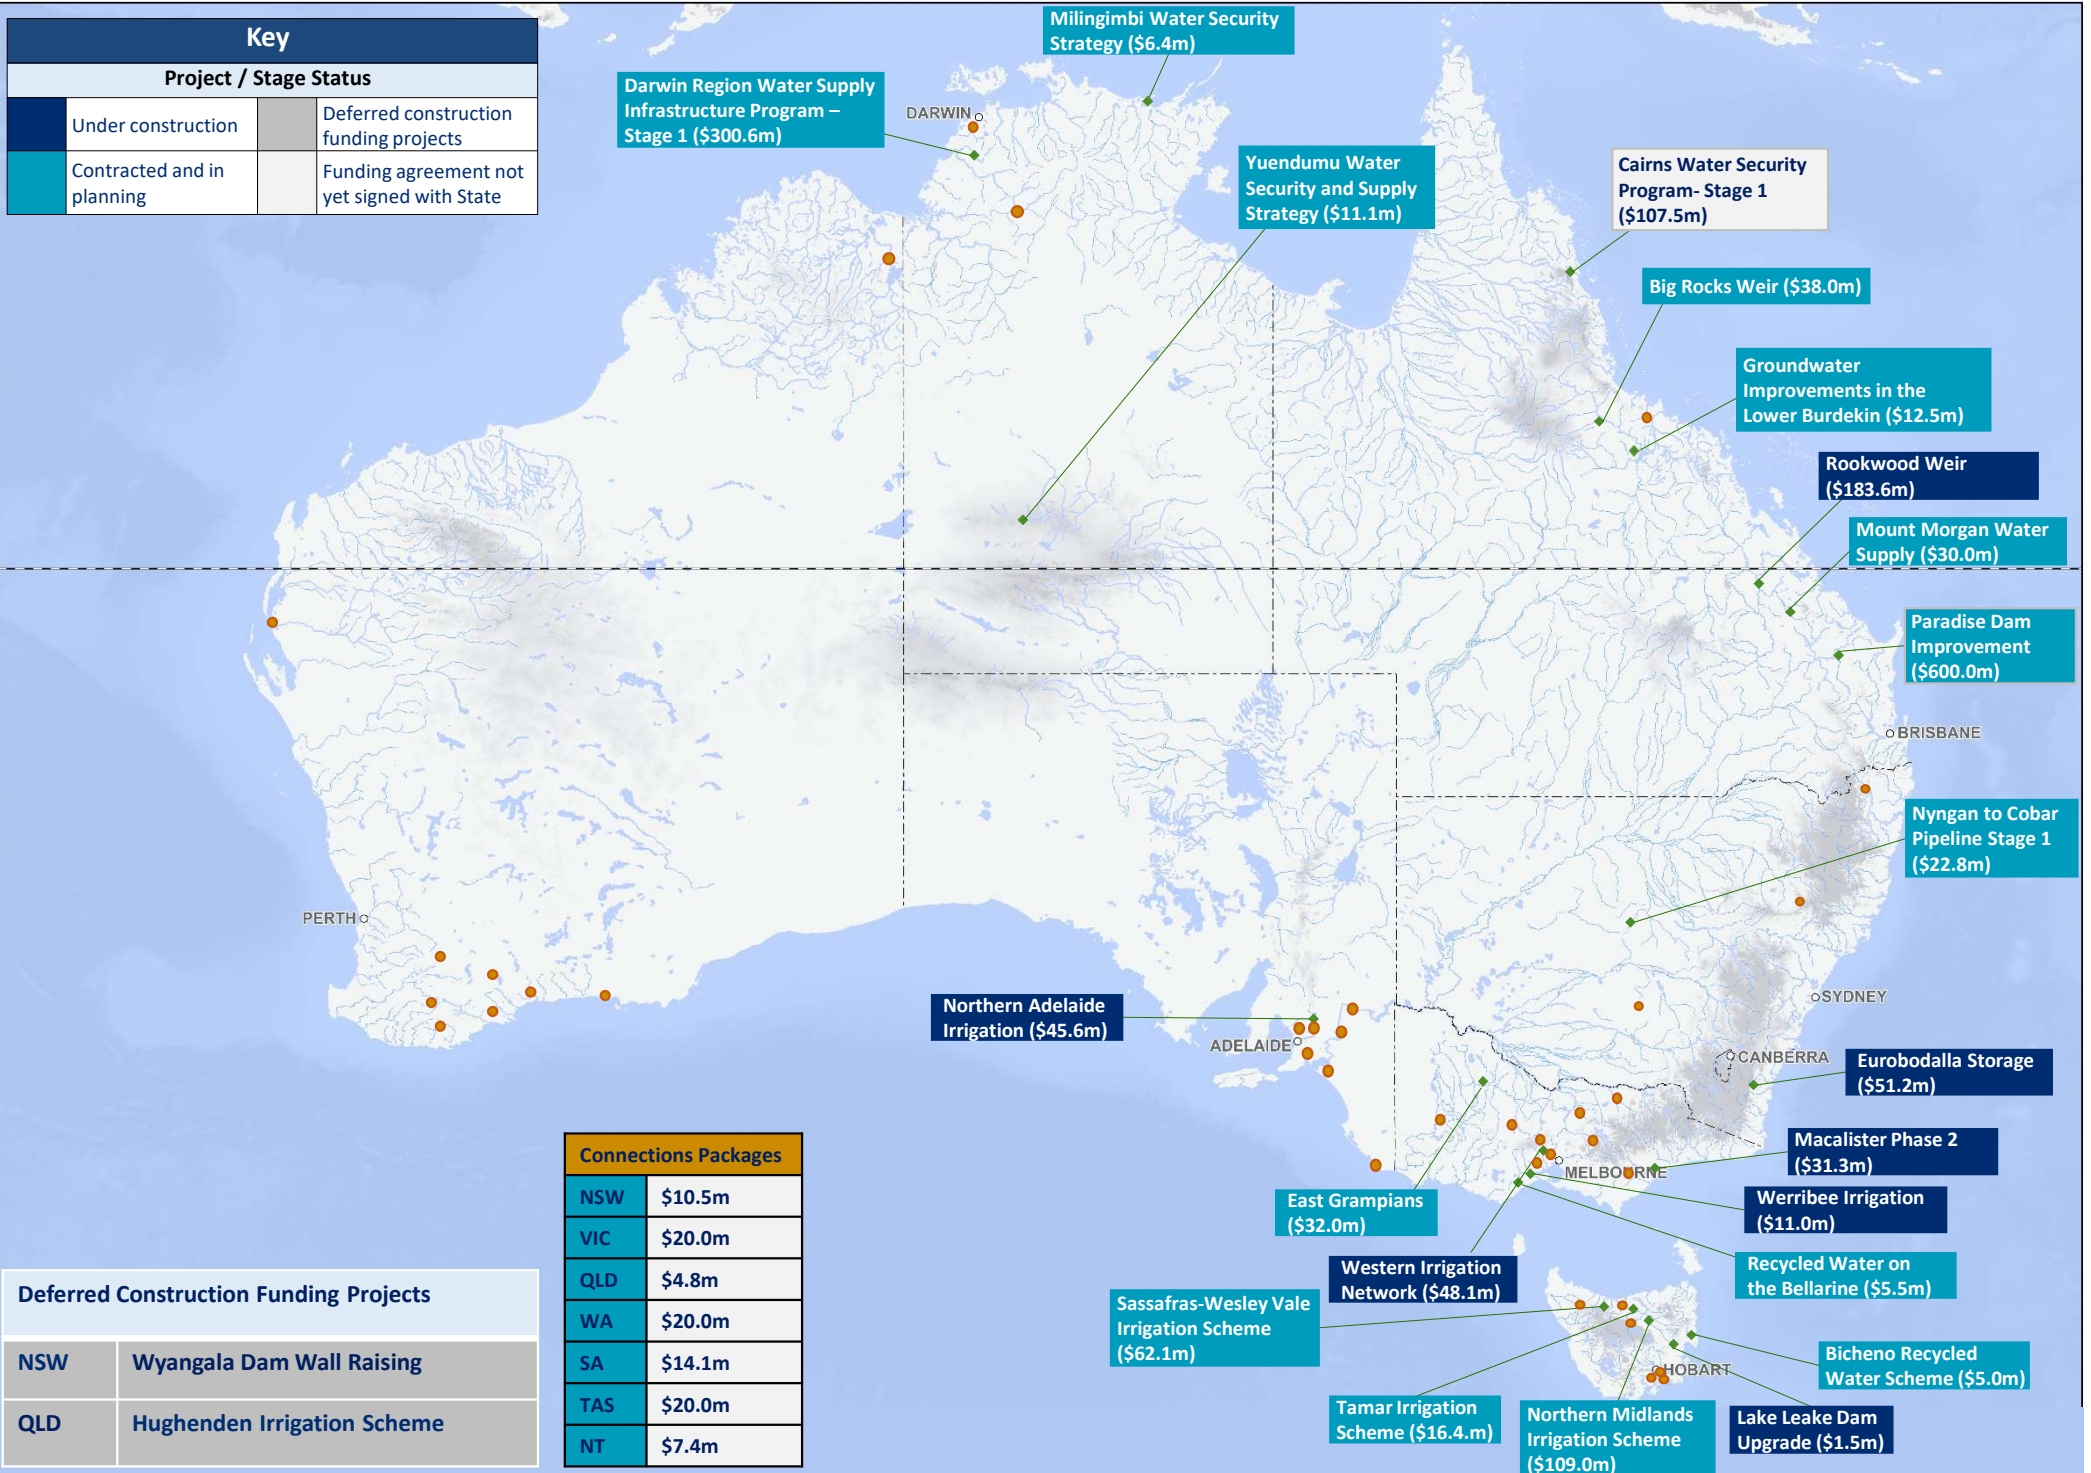 Key
Project / Stage Status
Under construction
Deferred construction
funding projects
Contracted and in
planning
Funding agreement not
yet signed with State
Milingimbi Water Security
Strategy ($6.4m)
Darwin Region Water Supply
Infrastructure Program –
Stage 1 ($300.6m)
DARWIN
Yuendumu Water
Security and Supply
Strategy ($11.1m)
Cairns Water Security
Program- Stage 1
($107.5m)
Big Rocks Weir ($38.0m)
Groundwater
Improvements in the
Lower Burdekin ($12.5m)
Rookwood Weir
($183.6m)
Mount Morgan Water
Supply ($30.0m)
Paradise Dam
Improvement
($600.0m)
BRISBANE
Nyngan to Cobar
Pipeline Stage 1
($22.8m)
PERTH
SYDNEY
Northern Adelaide
Irrigation ($45.6m)
ADELAIDE
CANBERRA
Eurobodalla Storage
($51.2m)
Macalister Phase 2
($31.3m)
MELBOURNE
Werribee Irrigation
($11.0m)
East Grampians
($32.0m)
Western Irrigation
Network ($48.1m)
Recycled Water on
the Bellarine ($5.5m)
Sassafras-Wesley Vale
Irrigation Scheme
($62.1m)
Bicheno Recycled
Water Scheme ($5.0m)
HOBART
Tamar Irrigation
Scheme ($16.4.m)
Northern Midlands
Irrigation Scheme
($109.0m)
Lake Leake Dam
Upgrade ($1.5m)
Connections Packages
NSW $10.5m
VIC $20.0m
QLD $4.8m
WA $20.0m
SA $14.1m
TAS $20.0m
NT $7.4m
Deferred Construction Funding Projects
NSW Wyangala Dam Wall Raising
QLD Hughenden Irrigation Scheme